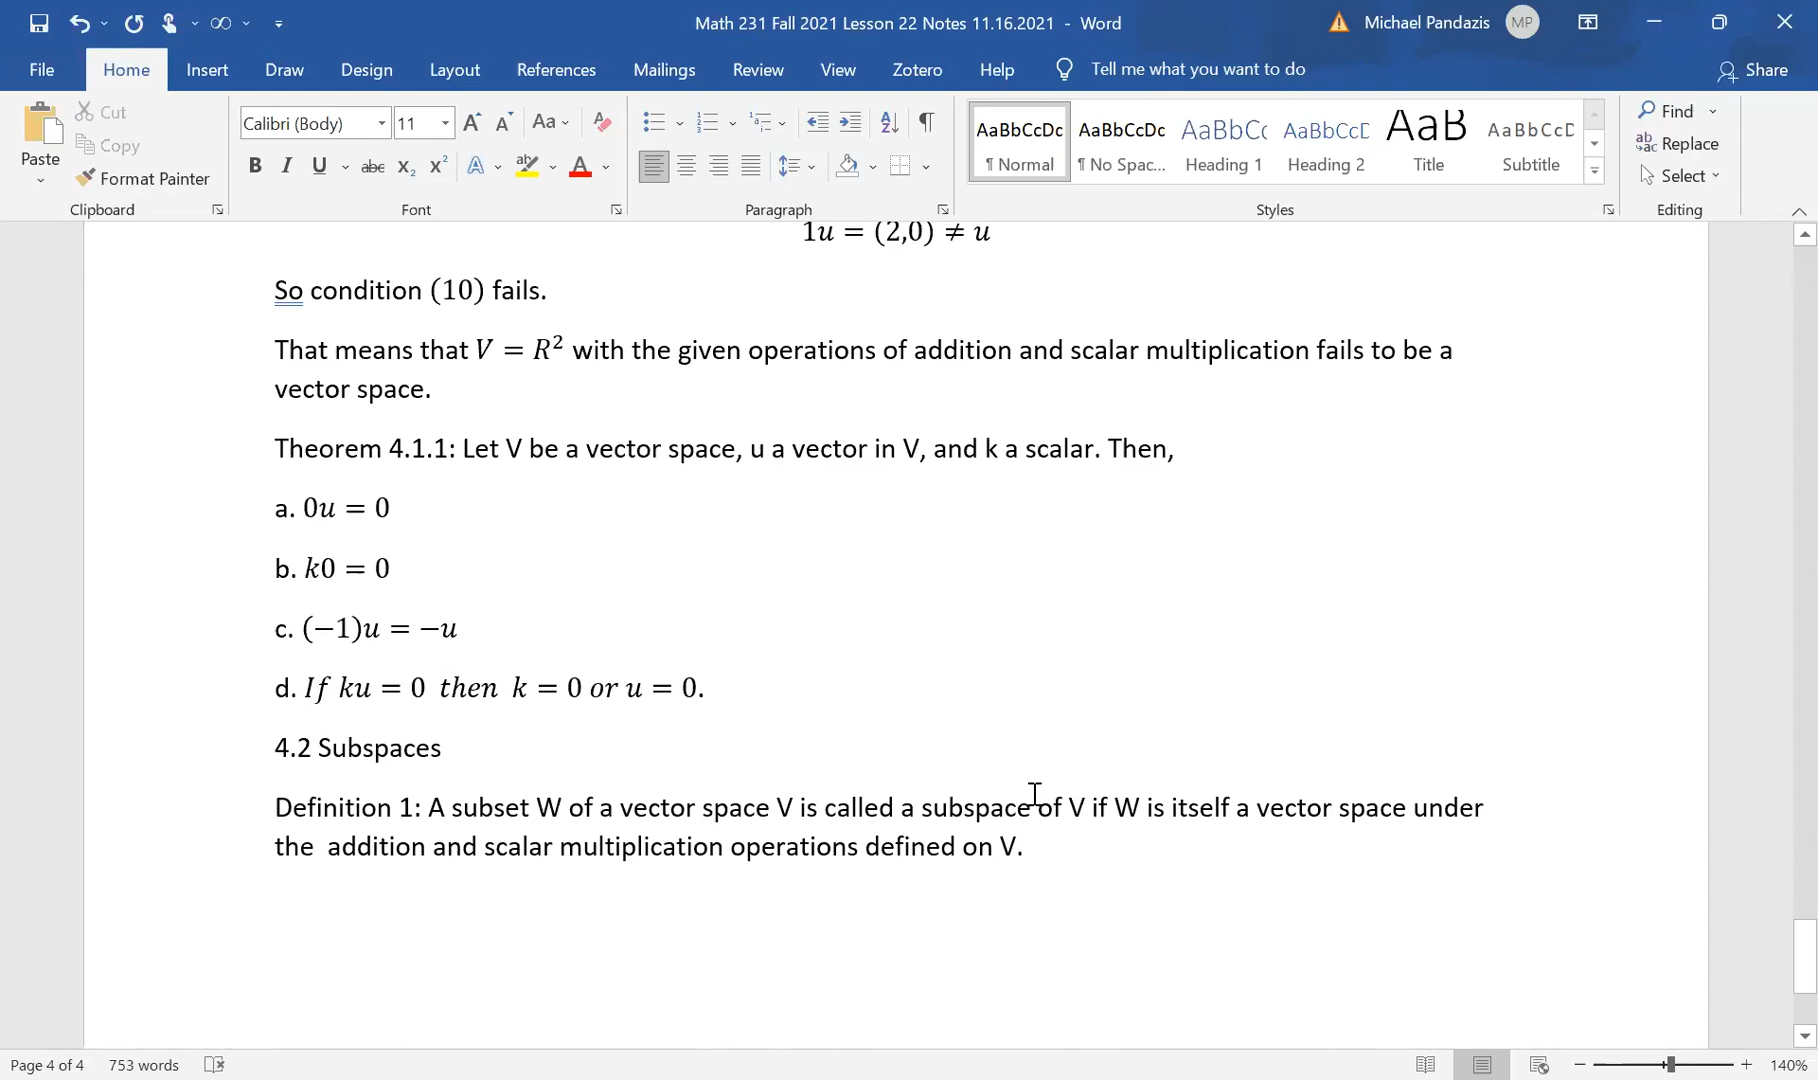 Math 231 Fall 2021 Lesson 22 Notes 11.16.2021 - Word
Michael Pandazis MP
File Home Insert Draw Design Layout References Mailings Review View Zotero Help Tell me what you want to do Share
Paste
Cut
Copy
Format Painter
Clipboard
Calibri (Body) 11
Font
Paragraph
AaBbCcDc AaBbCcDc AaBbCc AaBbCcD AaB AaBbCcD
¶ Normal ¶ No Spac... Heading 1 Heading 2 Title Subtitle
Styles
Find
Replace
Select
Editing
1u = (2,0) ≠ u
So condition (10) fails.
That means that V = R² with the given operations of addition and scalar multiplication fails to be a
vector space.
Theorem 4.1.1: Let V be a vector space, u a vector in V, and k a scalar. Then,
a. 0u = 0
b. k0 = 0
c. (−1)u = −u
d. If ku = 0 then k = 0 or u = 0.
4.2 Subspaces
Definition 1: A subset W of a vector space V is called a subspace of V if W is itself a vector space under
the addition and scalar multiplication operations defined on V.
Page 4 of 4 753 words 140%